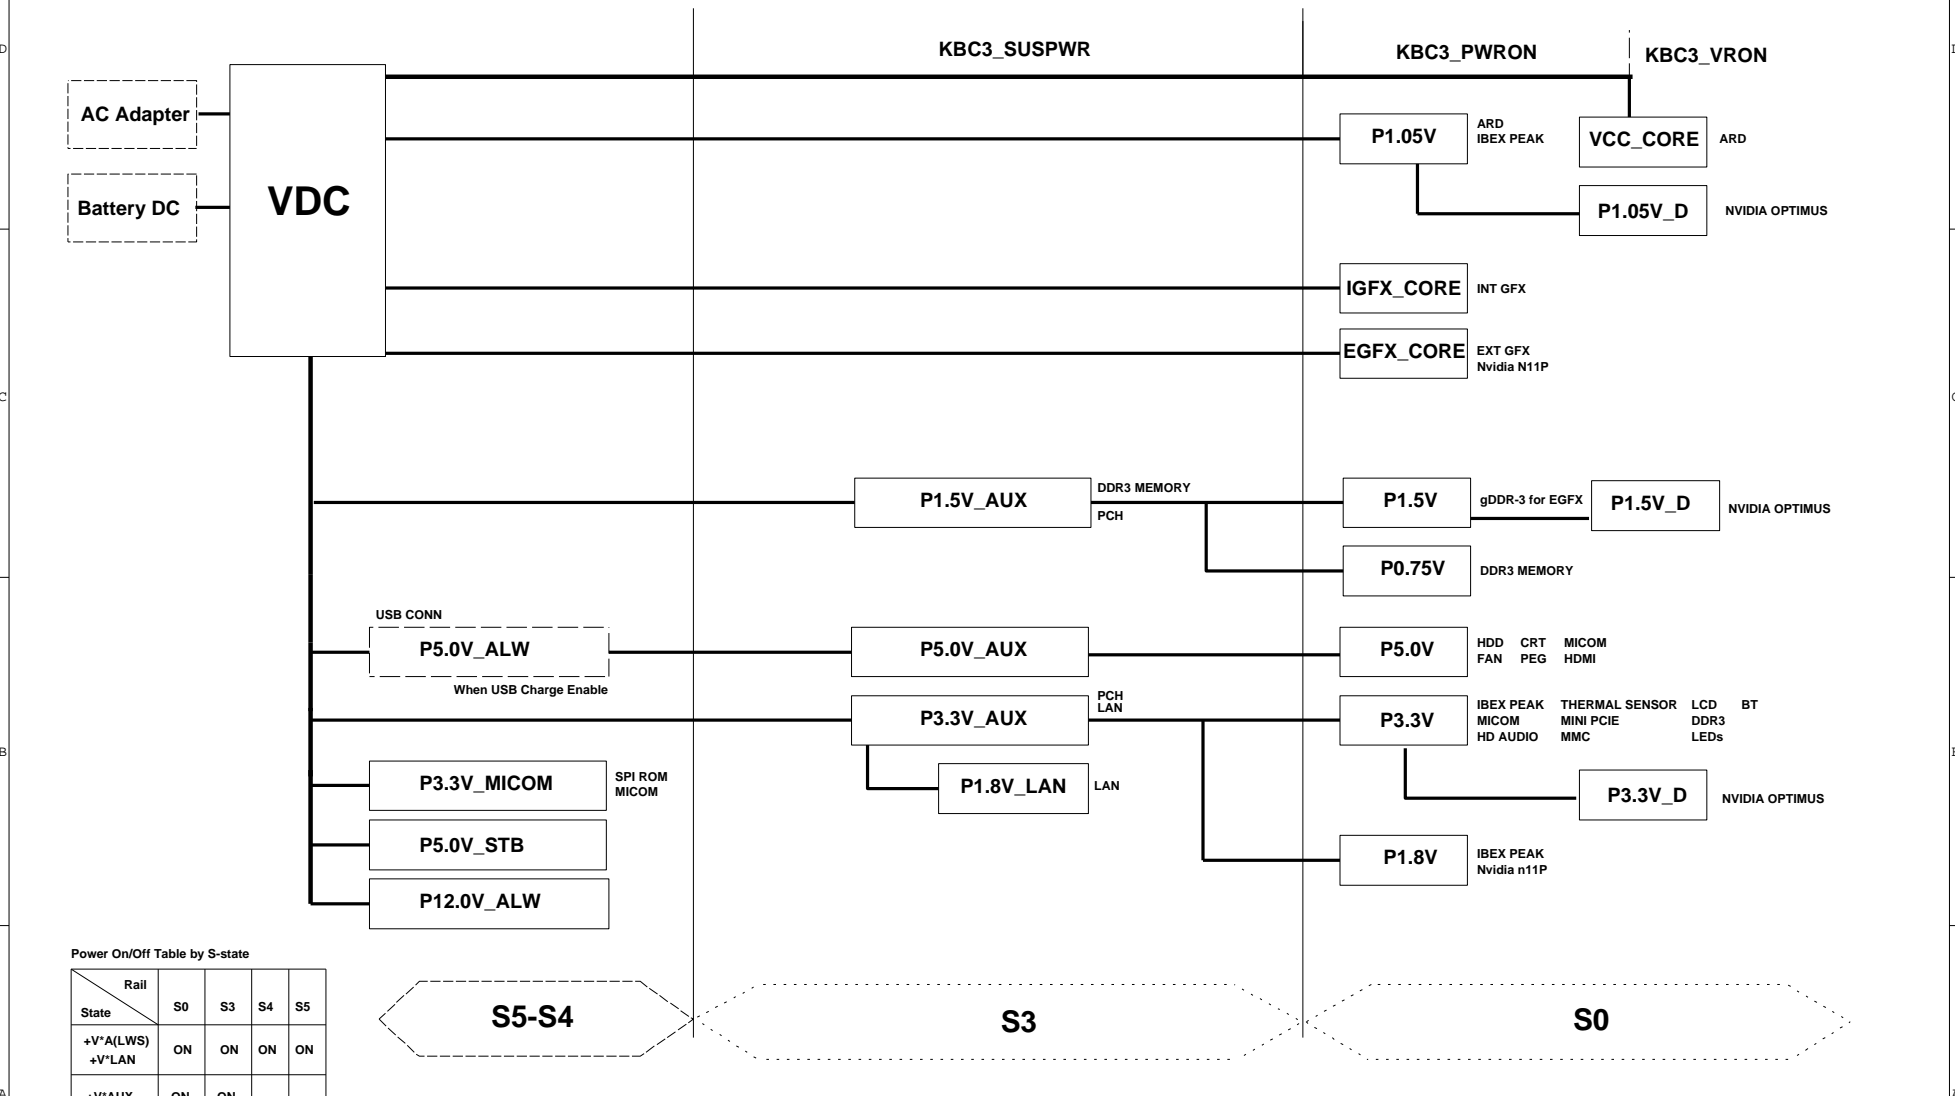 KBC3_SUSPWR
KBC3_PWRON
KBC3_VRON
D
AC Adapter
Battery DC
VDC
P1.05V
ARD
IBEX PEAK
VCC_CORE
ARD
P1.05V_D
NVIDIA OPTIMUS
IGFX_CORE
INT GFX
EGFX_CORE
EXT GFX
Nvidia N11P
C
P1.5V_AUX
DDR3 MEMORY
PCH
P1.5V
gDDR-3 for EGFX
P1.5V_D
NVIDIA OPTIMUS
P0.75V
DDR3 MEMORY
USB CONN
P5.0V_ALW
When USB Charge Enable
P5.0V_AUX
P5.0V
HDD CRT MICOM
FAN PEG HDMI
P3.3V_AUX
PCH
LAN
P3.3V
IBEX PEAK THERMAL SENSOR LCD BT
MICOM MINI PCIE DDR3
HD AUDIO MMC LEDs
B
P3.3V_MICOM
SPI ROM
MICOM
P1.8V_LAN
LAN
P3.3V_D
NVIDIA OPTIMUS
P5.0V_STB
P1.8V
IBEX PEAK
Nvidia n11P
P12.0V_ALW
Power On/Off Table by S-state
Rail
State
S0 S3 S4 S5
+V*A(LWS)
+V*LAN
ON ON ON ON
+V*AUX ON ON
S5-S4
S3
S0
A